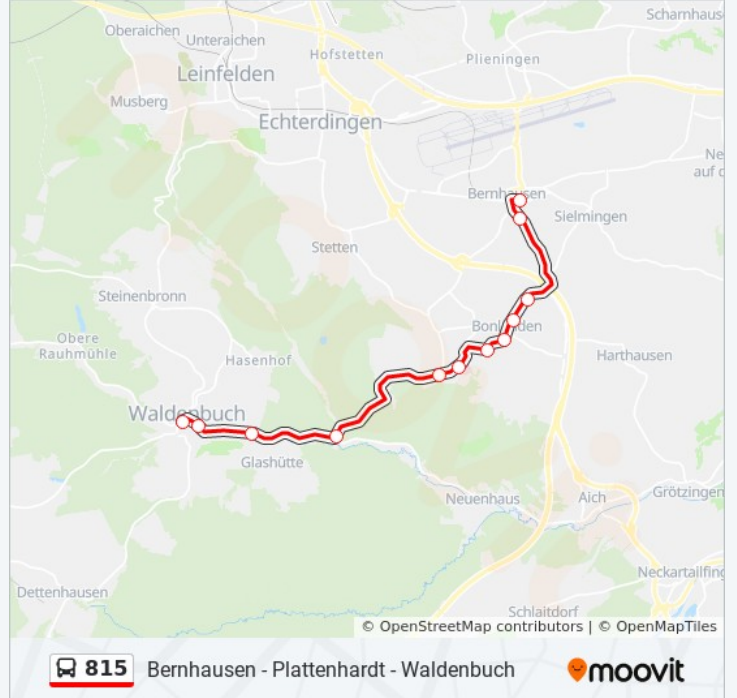 Scharnhaus
Oberaichen
Unteraichen
Hofstetten
Plieningen
Leinfelden
Musberg
Echterdingen
Ne
auf d
Bernhausen
Sielmingen
Stetten
Steinenbronn
Obere
Rauhmühle
Hasenhof
Harthausen
Waldenbuch
Glashütte
Neuenhaus
Aich
Grötzingen
Neckartailfing
Dettenhausen
Schlaitdorf
© OpenStreetMap contributors | © OpenMapTiles
815 Bernhausen - Plattenhardt - Waldenbuch moovit